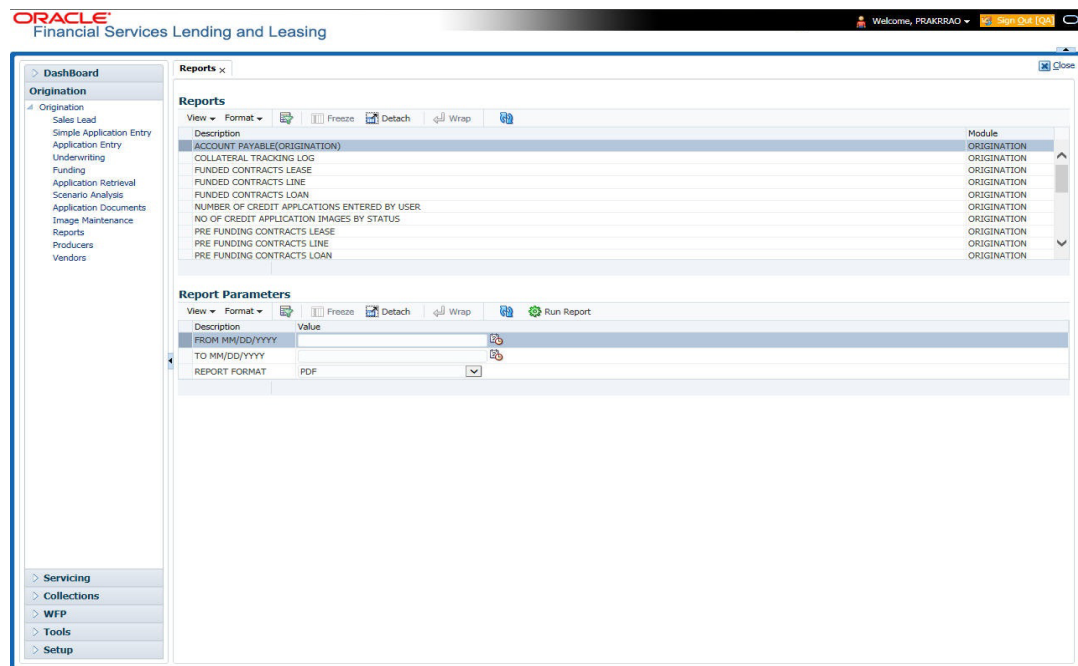 ORACLE
Financial Services Lending and Leasing
Welcome, PRAKRRAO
Sign Out [QA]
DashBoard
Origination
Origination
Sales Lead
Simple Application Entry
Application Entry
Underwriting
Funding
Application Retrieval
Scenario Analysis
Application Documents
Image Maintenance
Reports
Producers
Vendors
Servicing
Collections
WFP
Tools
Setup
Reports
Close
Reports
View Format Freeze Detach Wrap
Description Module
ACCOUNT PAYABLE(ORIGINATION) ORIGINATION
COLLATERAL TRACKING LOG ORIGINATION
FUNDED CONTRACTS LEASE ORIGINATION
FUNDED CONTRACTS LINE ORIGINATION
FUNDED CONTRACTS LOAN ORIGINATION
NUMBER OF CREDIT APPLCATIONS ENTERED BY USER ORIGINATION
NO OF CREDIT APPLICATION IMAGES BY STATUS ORIGINATION
PRE FUNDING CONTRACTS LEASE ORIGINATION
PRE FUNDING CONTRACTS LINE ORIGINATION
PRE FUNDING CONTRACTS LOAN ORIGINATION
Report Parameters
View Format Freeze Detach Wrap Run Report
Description Value
FROM MM/DD/YYYY
TO MM/DD/YYYY
REPORT FORMAT PDF